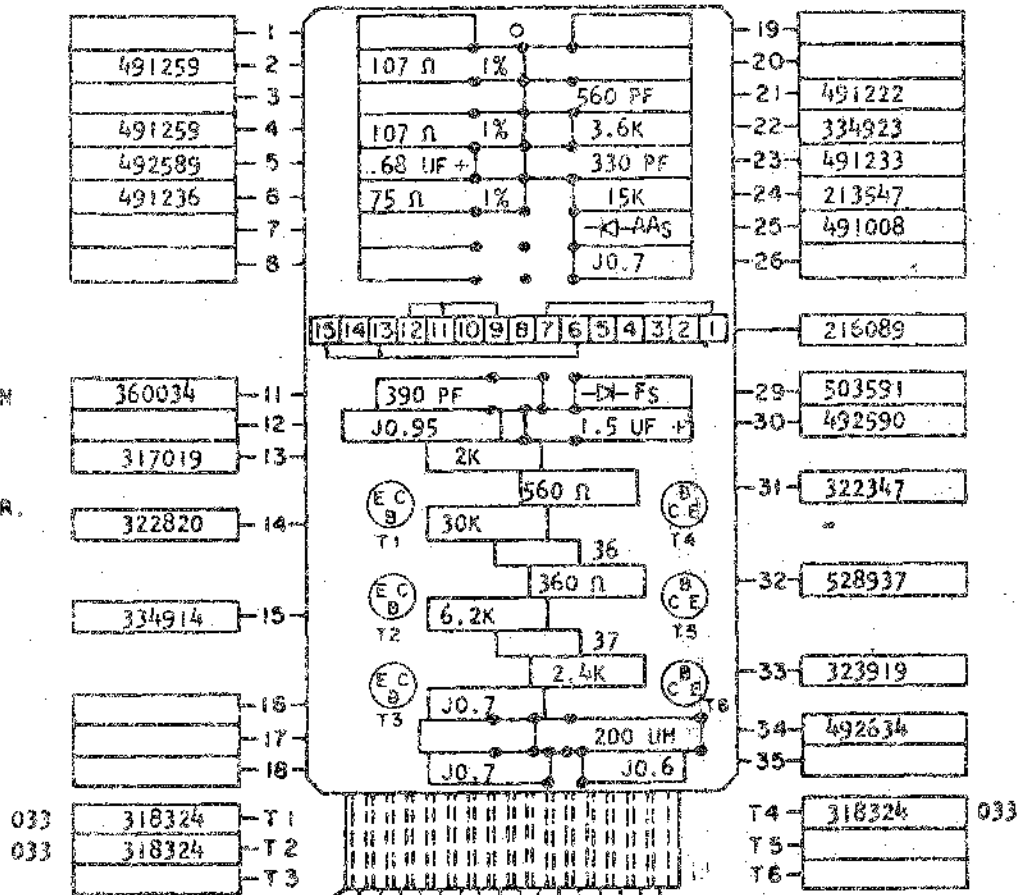 1 19
491259 2 107 Ω 1% 20
3 560 PF 21 491222
491259 4 107 Ω 1% 3.6K 22 334923
492589 5 .68 UF + 330 PF 23 491233
491236 6 75 Ω 1% 15K 24 213547
7 AAS 25 491008
8 J0.7 26
15 14 13 12 11 10 9 8 7 6 5 4 3 2 1 216089
N 360034 11 390 PF FS 29 503591
12 J0.95 1.5 UF + 30 492590
317019 13 2K
560 Ω 31 322347
R. 322820 14 E C B T1 30K B C E T4
36
360 Ω 32 528937
334914 15 E C B T2 6.2K B C E T5
37
2.4K 33 323919
16 E C B T3 J0.7 B C E T6
17 200 UH 34 492634
18 J0.7 J0.6 35
033 318324 T1 T4 318324 033
033 318324 T2 T5
T3 T6